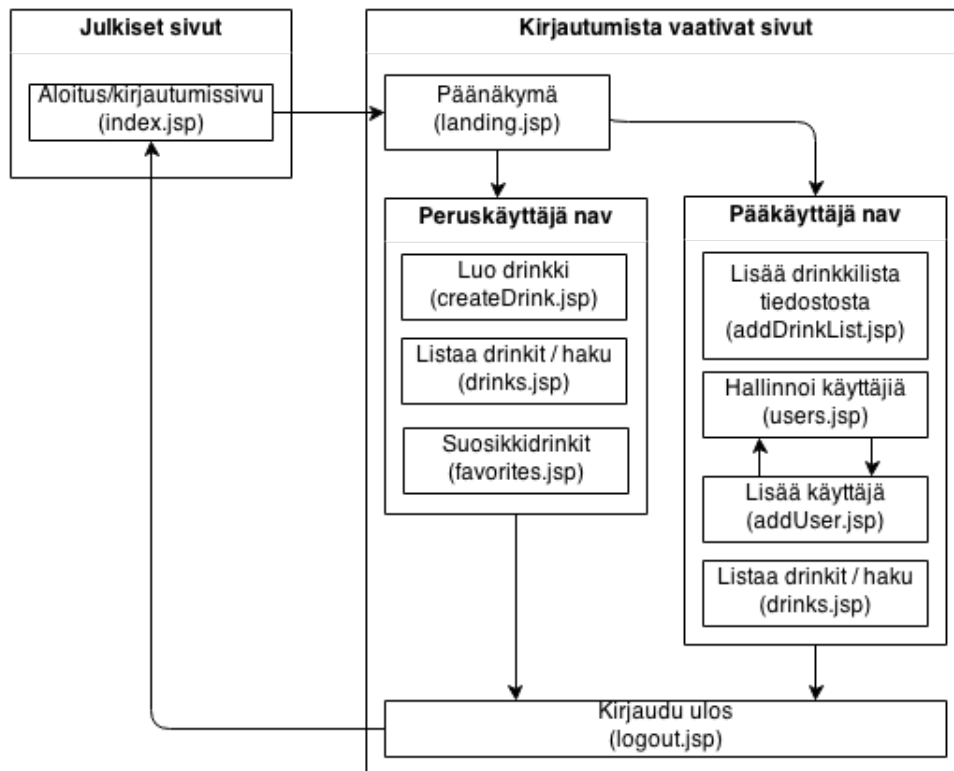 Julkiset sivut
Aloitus/kirjautumissivu
(index.jsp)
Kirjautumista vaativat sivut
Päänäkymä
(landing.jsp)
Peruskäyttäjä nav
Luo drinkki
(createDrink.jsp)
Listaa drinkit / haku
(drinks.jsp)
Suosikkidrinkit
(favorites.jsp)
Pääkäyttäjä nav
Lisää drinkkilista
tiedostosta
(addDrinkList.jsp)
Hallinnoi käyttäjiä
(users.jsp)
Lisää käyttäjä
(addUser.jsp)
Listaa drinkit / haku
(drinks.jsp)
Kirjaudu ulos
(logout.jsp)